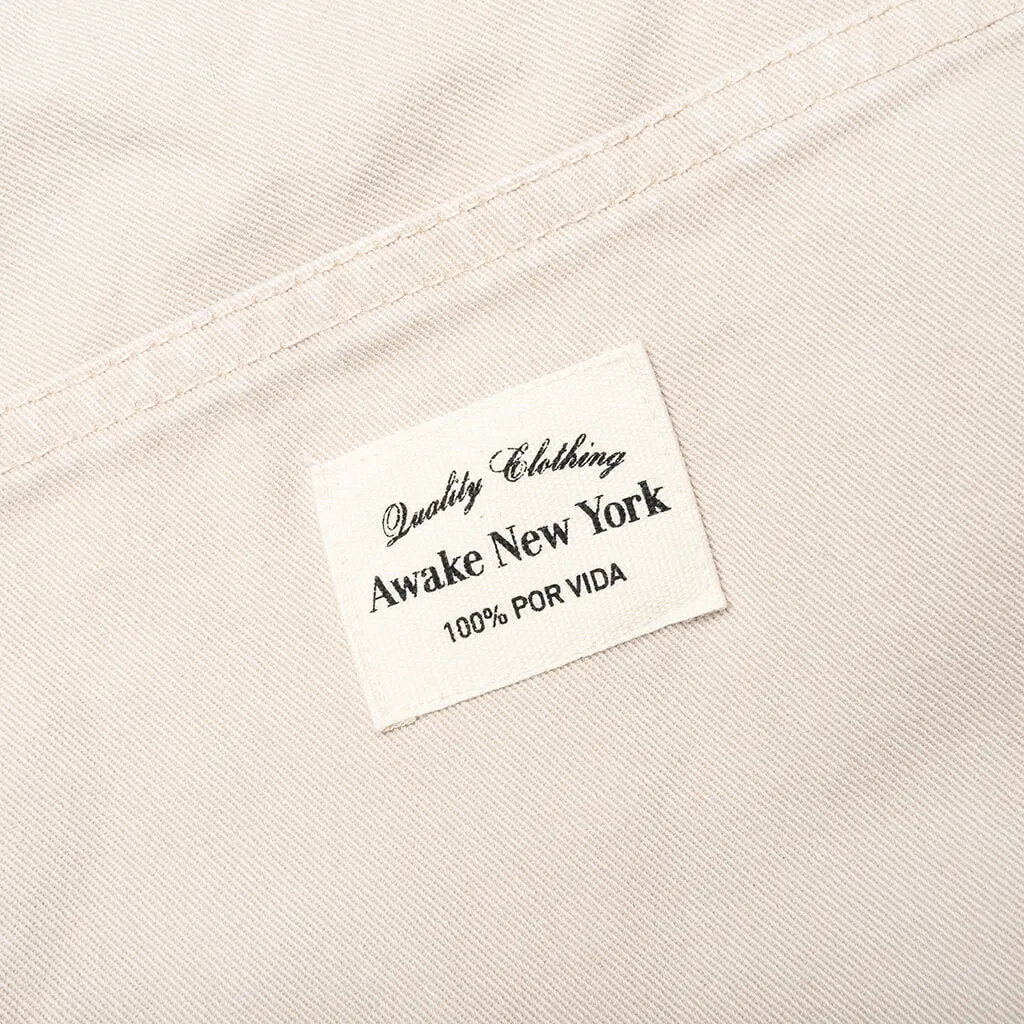 Quality Clothing
Awake New York
100% POR VIDA